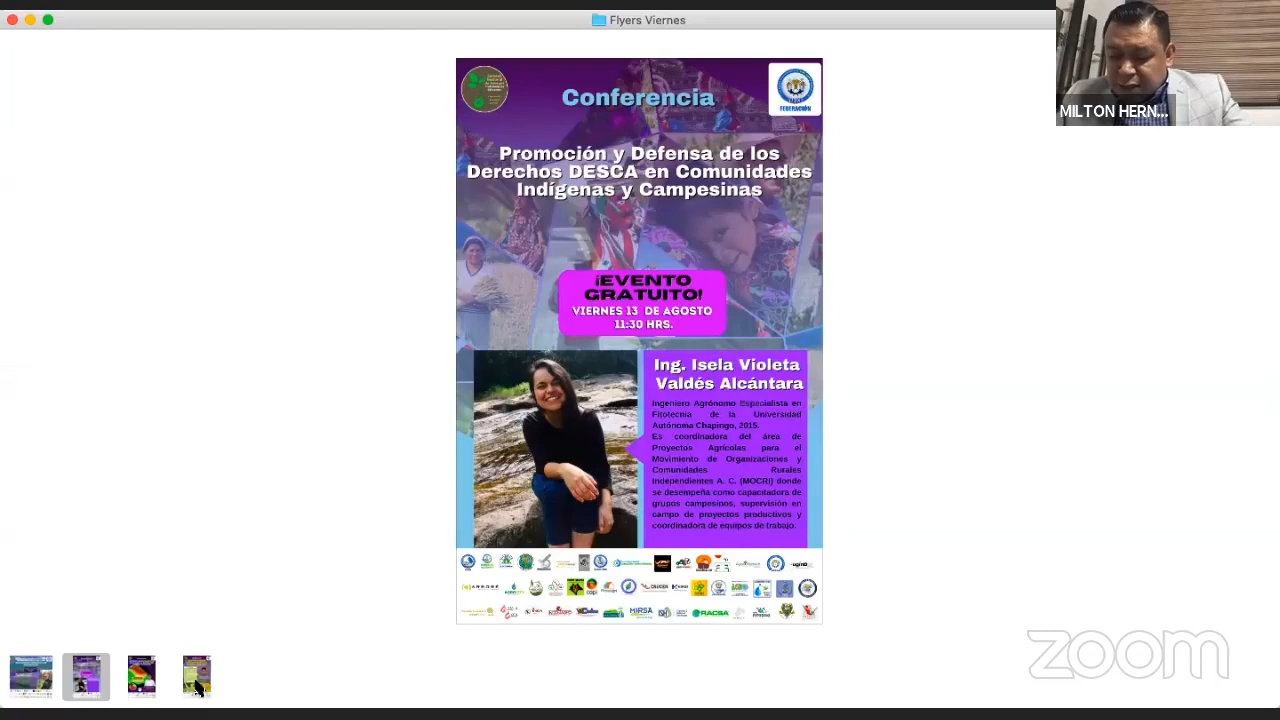 Flyers Viernes
MILTON HERN...
Conferencia
FEDERACIÓN
Promoción y Defensa de los
Derechos DESCA en Comunidades
Indígenas y Campesinas
¡EVENTO
GRATUITO!
VIERNES 13 DE AGOSTO
11:30 HRS.
Ing. Isela Violeta
Valdés Alcántara
Ingeniero Agrónomo Especialista en
Fitotecnia de la Universidad
Autónoma Chapingo, 2015.
Es coordinadora del área de
Proyectos Agrícolas para el
Movimiento de Organizaciones y
Comunidades Rurales
Independientes A. C. (MOCRI) donde
se desempeña como capacitadora de
grupos campesinos, supervisión en
campo de proyectos productivos y
coordinadora de equipos de trabajo.
MIRSA
RACSA
zoom